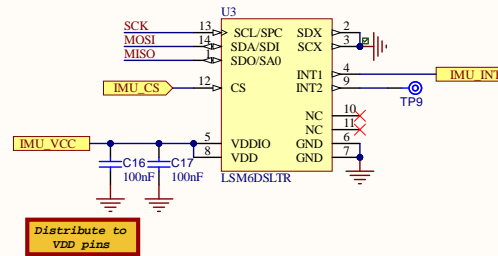 U3
SCK 13 SCL/SPC SDX 2
MOSI 14 SDA/SDI SCX 3
MISO 1 SDO/SA0
INT1 4 IMU_INT
IMU_CS 12 CS INT2 9
TP9
NC 10
NC 11
IMU_VCC 5 VDDIO GND 6
8 VDD GND 7
C16 C17
100nF 100nF LSM6DSLTR
Distribute to
VDD pins